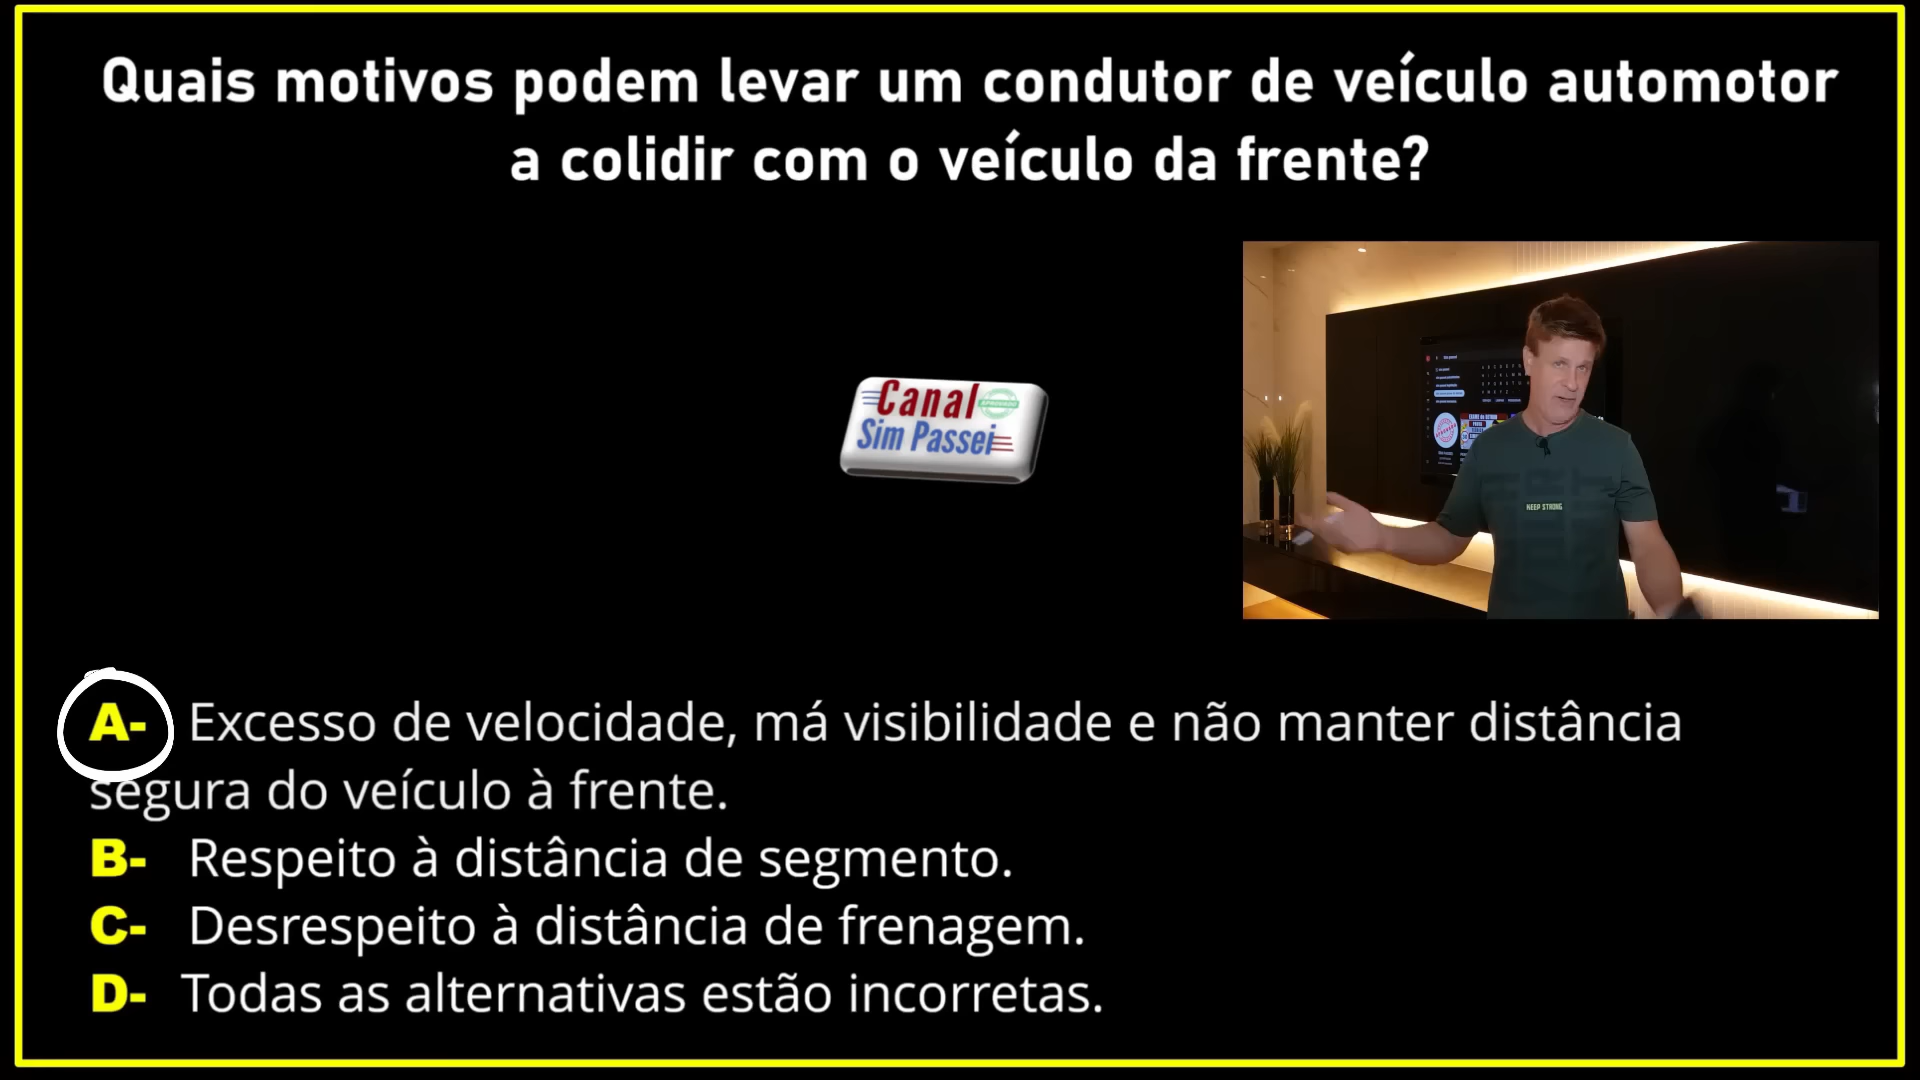 Quais motivos podem levar um condutor de veículo automotor
a colidir com o veículo da frente?
Canal
Sim Passei
KEEP STRONG
A- Excesso de velocidade, má visibilidade e não manter distância
segura do veículo à frente.
B- Respeito à distância de segmento.
C- Desrespeito à distância de frenagem.
D- Todas as alternativas estão incorretas.